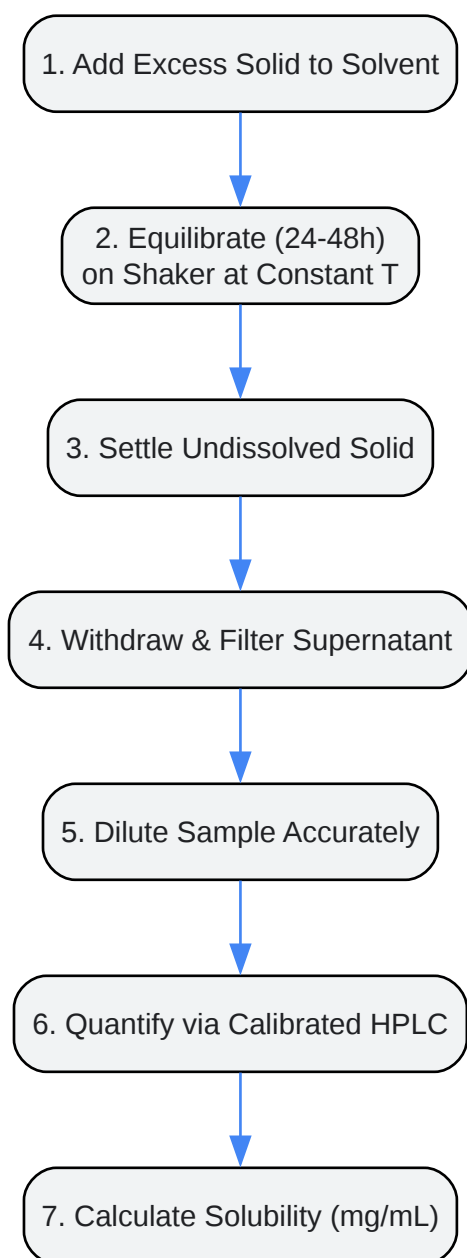 1. Add Excess Solid to Solvent
2. Equilibrate (24-48h)
on Shaker at Constant T
3. Settle Undissolved Solid
4. Withdraw & Filter Supernatant
5. Dilute Sample Accurately
6. Quantify via Calibrated HPLC
7. Calculate Solubility (mg/mL)